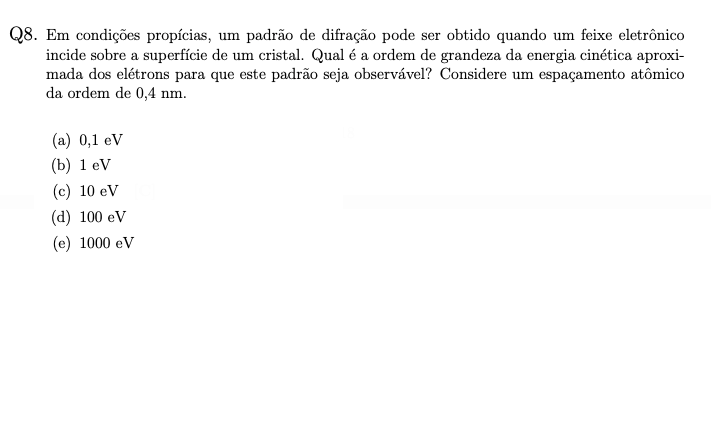 Q8. Em condições propícias, um padrão de difração pode ser obtido quando um feixe eletrônico
incide sobre a superfície de um cristal. Qual é a ordem de grandeza da energia cinética aproxi-
mada dos elétrons para que este padrão seja observável? Considere um espaçamento atômico
da ordem de 0,4 nm.
(a) 0,1 eV
(b) 1 eV
(c) 10 eV
(d) 100 eV
(e) 1000 eV